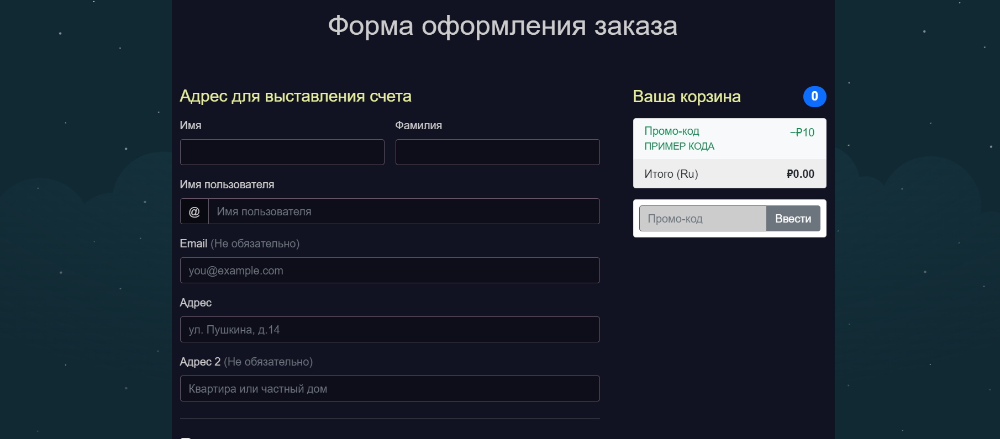 Форма оформления заказа
Адрес для выставления счета
Имя
Фамилия
Имя пользователя
@ Имя пользователя
Email (Не обязательно)
you@example.com
Адрес
ул. Пушкина, д.14
Адрес 2 (Не обязательно)
Квартира или частный дом
Ваша корзина 0
Промо-код −₽10
ПРИМЕР КОДА
Итого (Ru) ₽0.00
Промо-код Ввести